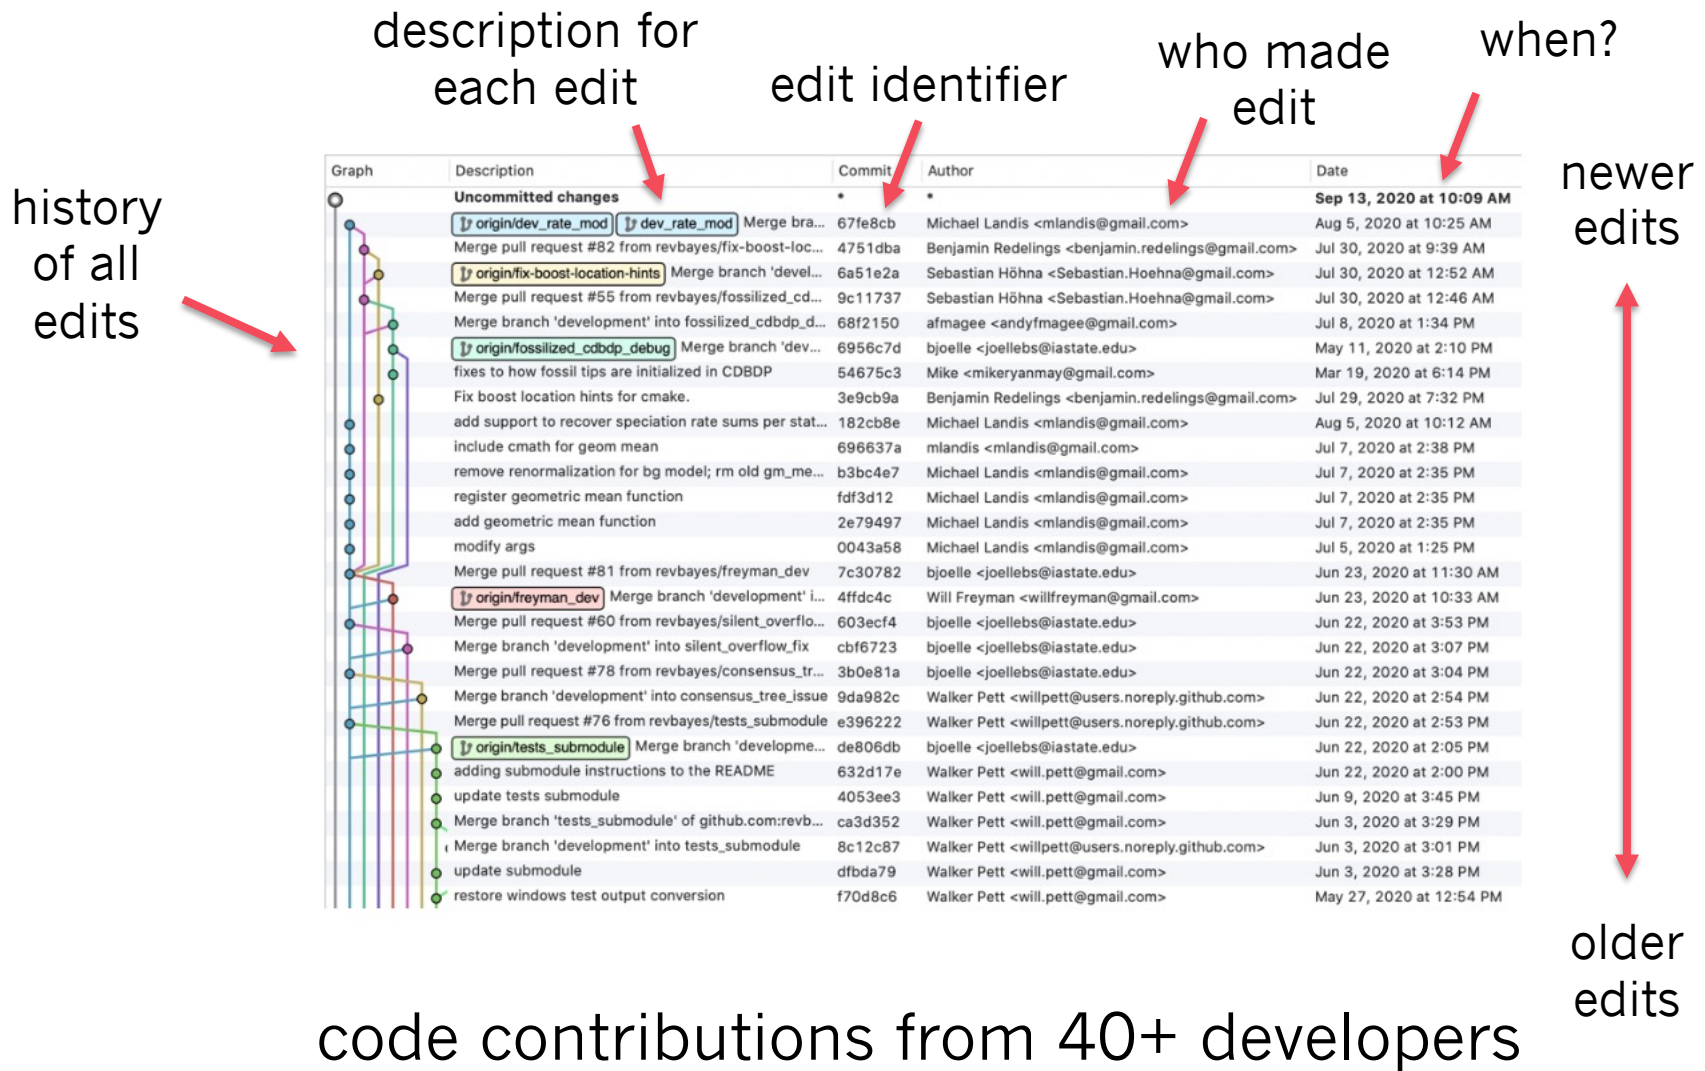 description for
each edit
edit identifier
who made
edit
when?
history
of all
edits
newer
edits
older
edits
Graph Description Commit Author Date
Uncommitted changes * * Sep 13, 2020 at 10:09 AM
origin/dev_rate_mod dev_rate_mod Merge bra... 67fe8cb Michael Landis <mlandis@gmail.com> Aug 5, 2020 at 10:25 AM
Merge pull request #82 from revbayes/fix-boost-loc... 4751dba Benjamin Redelings <benjamin.redelings@gmail.com> Jul 30, 2020 at 9:39 AM
origin/fix-boost-location-hints Merge branch 'devel... 6a51e2a Sebastian Höhna <Sebastian.Hoehna@gmail.com> Jul 30, 2020 at 12:52 AM
Merge pull request #55 from revbayes/fossilized_cd... 9c11737 Sebastian Höhna <Sebastian.Hoehna@gmail.com> Jul 30, 2020 at 12:46 AM
Merge branch 'development' into fossilized_cdbdp_d... 68f2150 afmagee <andyfmagee@gmail.com> Jul 8, 2020 at 1:34 PM
origin/fossilized_cdbdp_debug Merge branch 'dev... 6956c7d bjoelle <joellebs@iastate.edu> May 11, 2020 at 2:10 PM
fixes to how fossil tips are initialized in CDBDP 54675c3 Mike <mikeryanmay@gmail.com> Mar 19, 2020 at 6:14 PM
Fix boost location hints for cmake. 3e9cb9a Benjamin Redelings <benjamin.redelings@gmail.com> Jul 29, 2020 at 7:32 PM
add support to recover speciation rate sums per stat... 182cb8e Michael Landis <mlandis@gmail.com> Aug 5, 2020 at 10:12 AM
include cmath for geom mean 696637a mlandis <mlandis@gmail.com> Jul 7, 2020 at 2:38 PM
remove renormalization for bg model; rm old gm_me... b3bc4e7 Michael Landis <mlandis@gmail.com> Jul 7, 2020 at 2:35 PM
register geometric mean function fdf3d12 Michael Landis <mlandis@gmail.com> Jul 7, 2020 at 2:35 PM
add geometric mean function 2e79497 Michael Landis <mlandis@gmail.com> Jul 7, 2020 at 2:35 PM
modify args 0043a58 Michael Landis <mlandis@gmail.com> Jul 5, 2020 at 1:25 PM
Merge pull request #81 from revbayes/freyman_dev 7c30782 bjoelle <joellebs@iastate.edu> Jun 23, 2020 at 11:30 AM
origin/freyman_dev Merge branch 'development' i... 4ffdc4c Will Freyman <willfreyman@gmail.com> Jun 23, 2020 at 10:33 AM
Merge pull request #60 from revbayes/silent_overflo... 603ecf4 bjoelle <joellebs@iastate.edu> Jun 22, 2020 at 3:53 PM
Merge branch 'development' into silent_overflow_fix cbf6723 bjoelle <joellebs@iastate.edu> Jun 22, 2020 at 3:07 PM
Merge pull request #78 from revbayes/consensus_tr... 3b0e81a bjoelle <joellebs@iastate.edu> Jun 22, 2020 at 3:04 PM
Merge branch 'development' into consensus_tree_issue 9da982c Walker Pett <willpett@users.noreply.github.com> Jun 22, 2020 at 2:54 PM
Merge pull request #76 from revbayes/tests_submodule e396222 Walker Pett <willpett@users.noreply.github.com> Jun 22, 2020 at 2:53 PM
origin/tests_submodule Merge branch 'developme... de806db bjoelle <joellebs@iastate.edu> Jun 22, 2020 at 2:05 PM
adding submodule instructions to the README 632d17e Walker Pett <will.pett@gmail.com> Jun 22, 2020 at 2:00 PM
update tests submodule 4053ee3 Walker Pett <will.pett@gmail.com> Jun 9, 2020 at 3:45 PM
Merge branch 'tests_submodule' of github.com:revb... ca3d352 Walker Pett <will.pett@gmail.com> Jun 3, 2020 at 3:29 PM
Merge branch 'development' into tests_submodule 8c12c87 Walker Pett <willpett@users.noreply.github.com> Jun 3, 2020 at 3:01 PM
update submodule dfbda79 Walker Pett <will.pett@gmail.com> Jun 3, 2020 at 3:28 PM
restore windows test output conversion f70d8c6 Walker Pett <will.pett@gmail.com> May 27, 2020 at 12:54 PM
code contributions from 40+ developers